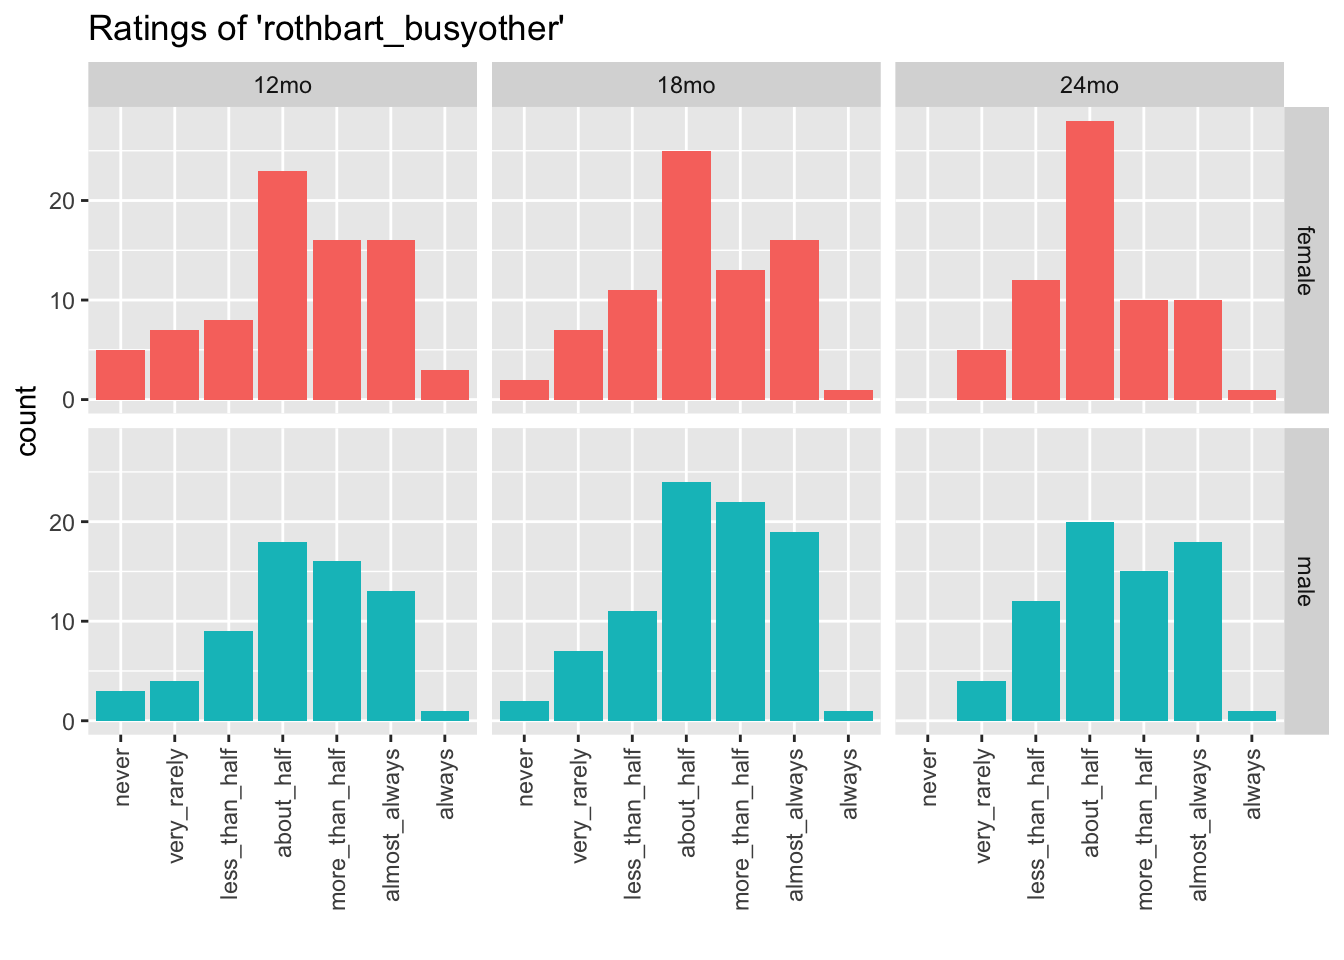 Ratings of 'rothbart_busyother'
12mo
18mo
24mo
count
20
10
0
female
20
10
0
male
never
very_rarely
less_than_half
about_half
more_than_half
almost_always
always
never
very_rarely
less_than_half
about_half
more_than_half
almost_always
always
never
very_rarely
less_than_half
about_half
more_than_half
almost_always
always